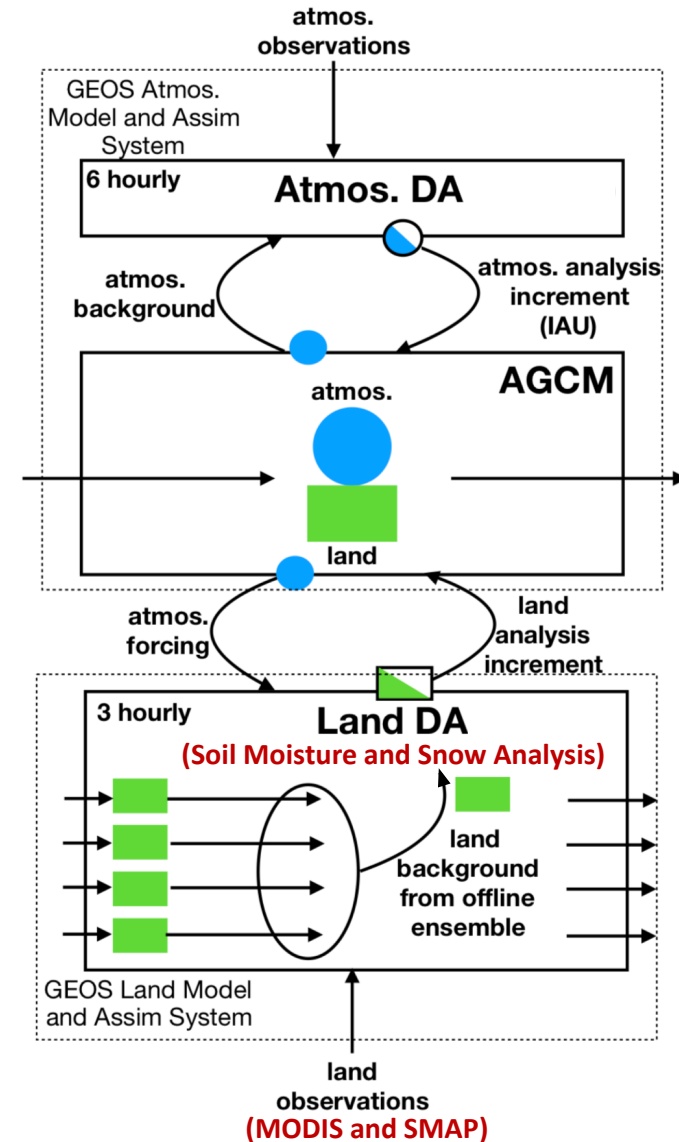 atmos.
observations
GEOS Atmos.
Model and Assim
System
6 hourly
Atmos. DA
atmos.
background
atmos. analysis
increment
(IAU)
AGCM
atmos.
land
atmos.
forcing
land
analysis
increment
3 hourly
Land DA
(Soil Moisture and Snow Analysis)
land
background
from offline
ensemble
GEOS Land Model
and Assim System
land
observations
(MODIS and SMAP)